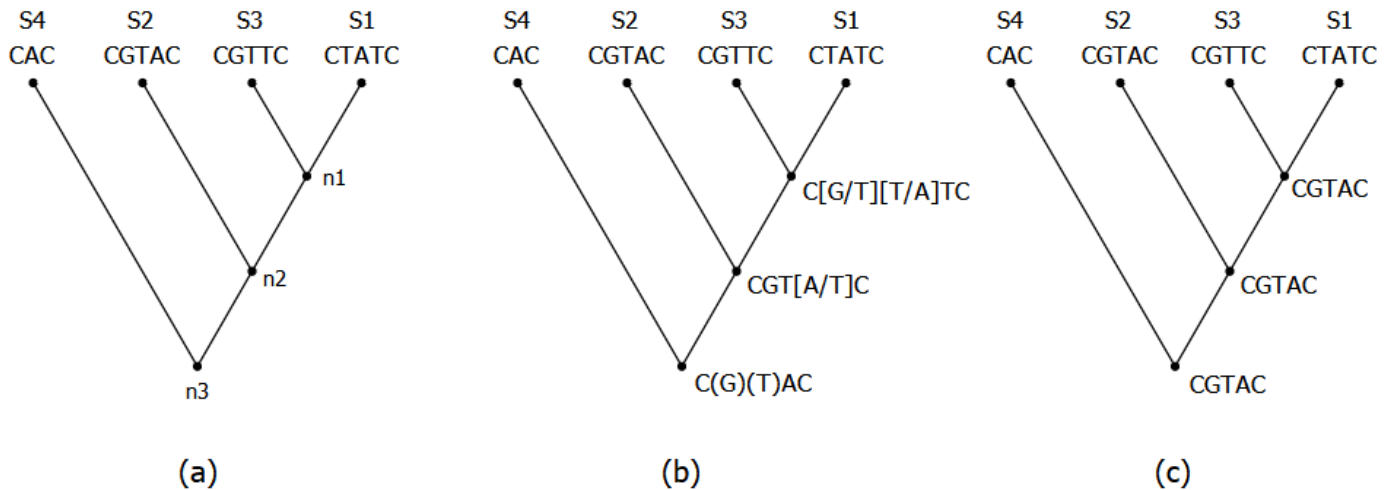 S4 S2 S3 S1
CAC CGTAC CGTTC CTATC
n1
n2
n3
(a)
S4 S2 S3 S1
CAC CGTAC CGTTC CTATC
C[G/T][T/A]TC
CGT[A/T]C
C(G)(T)AC
(b)
S4 S2 S3 S1
CAC CGTAC CGTTC CTATC
CGTAC
CGTAC
CGTAC
(c)